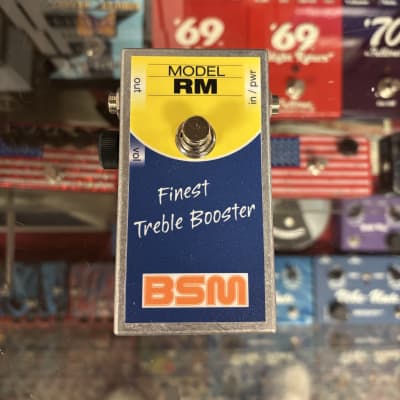 '69
'69
'70
MODEL
RM
out
in / pwr
vol
Finest
Treble Booster
BSM